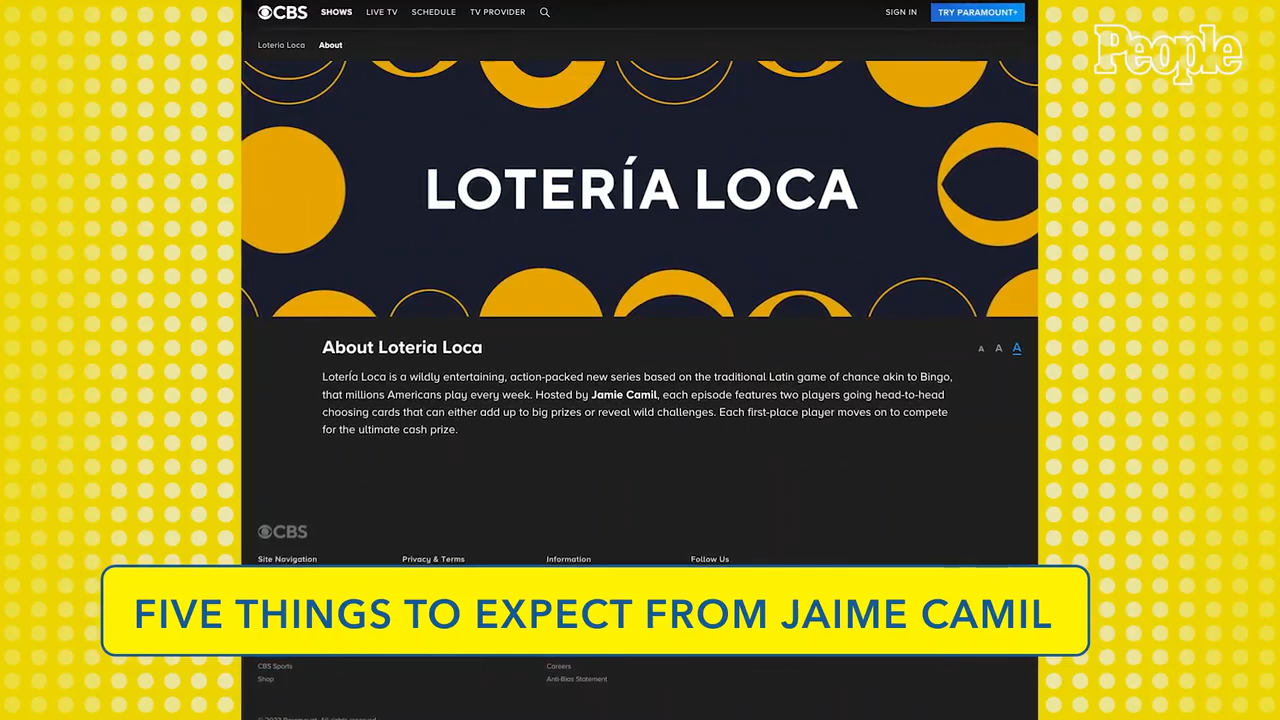 CBS SHOWS LIVE TV SCHEDULE TV PROVIDER SIGN IN TRY PARAMOUNT+
People
Loteria Loca About
LOTERÍA LOCA
About Loteria Loca A A A
Lotería Loca is a wildly entertaining, action-packed new series based on the traditional Latin game of chance akin to Bingo,
that millions Americans play every week. Hosted by Jamie Camil, each episode features two players going head-to-head
choosing cards that can either add up to big prizes or reveal wild challenges. Each first-place player moves on to compete
for the ultimate cash prize.
CBS
Site Navigation Privacy & Terms Information Follow Us
FIVE THINGS TO EXPECT FROM JAIME CAMIL
CBS Sports Careers
Shop Anti-Bias Statement